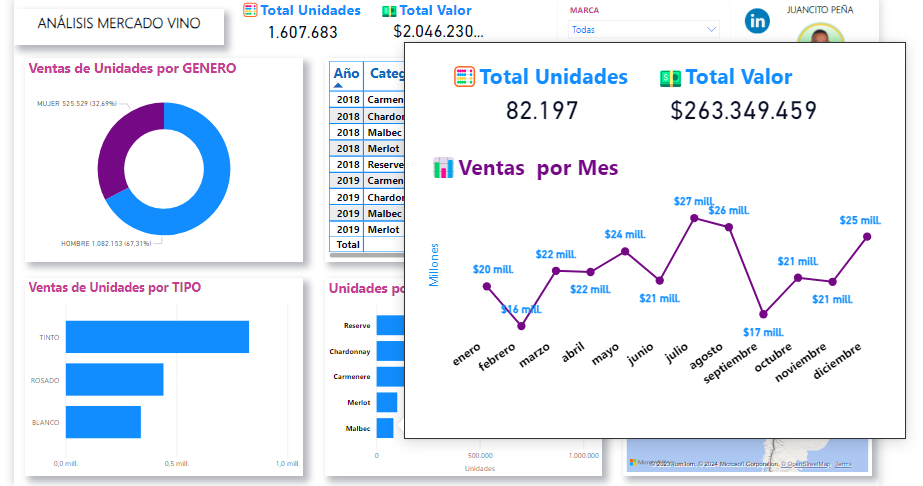 ANÁLISIS MERCADO VINO
Total Unidades
1.607.683
Total Valor
$2.046.230...
MARCA
Todas
in
JUANCITO PEÑA
Ventas de Unidades por GENERO
MUJER 525.529 (32,69%)
HOMBRE 1.082.153 (67,31%)
Año Categ
2018 Carmen
2018 Chardor
2018 Malbec
2018 Merlot
2018 Reserve
2019 Carmen
2019 Chardor
2019 Malbec
2019 Merlot
Total
Total Unidades
82.197
Total Valor
$263.349.459
Ventas por Mes
Millones
$20 mill.
$16 mill.
$22 mill.
$22 mill.
$24 mill.
$21 mill.
$27 mill.
$26 mill.
$17 mill.
$21 mill.
$21 mill.
$25 mill.
enero
febrero
marzo
abril
mayo
junio
julio
agosto
septiembre
octubre
noviembre
diciembre
Ventas de Unidades por TIPO
TINTO
ROSADO
BLANCO
0,0 mill.
0,5 mill.
1,0 mill.
Unidades po
Reserve
Chardonnay
Carmenere
Merlot
Malbec
0
500.000
1.000.000
Unidades
© 2023 TomTom, © 2024 Microsoft Corporation, © OpenStreetMap Terms